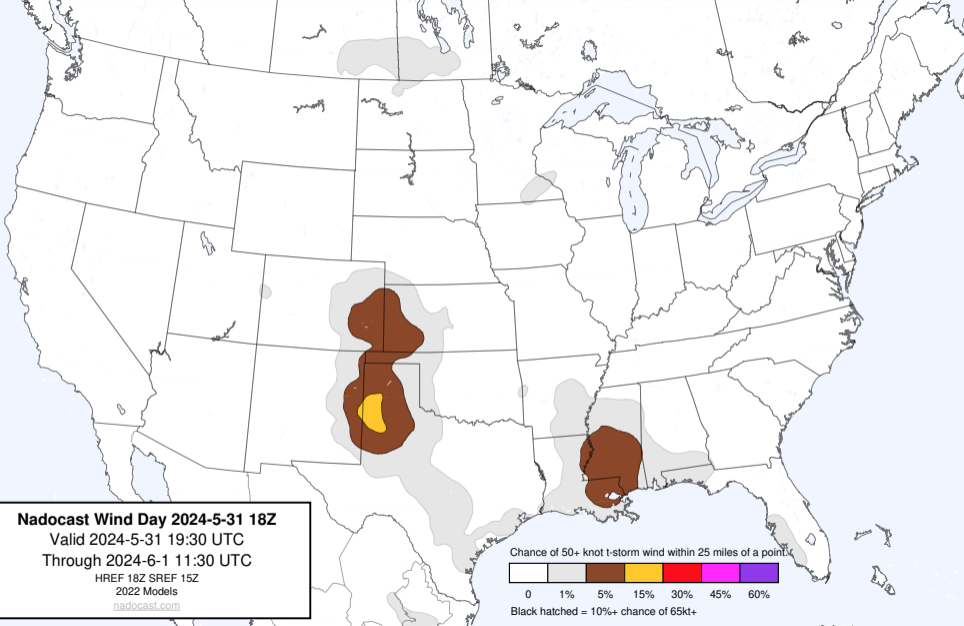 Nadocast Wind Day 2024-5-31 18Z
Valid 2024-5-31 19:30 UTC
Through 2024-6-1 11:30 UTC
HREF 18Z SREF 15Z
2022 Models
nadocast.com
Chance of 50+ knot t-storm wind within 25 miles of a point.
0 1% 5% 15% 30% 45% 60%
Black hatched = 10%+ chance of 65kt+